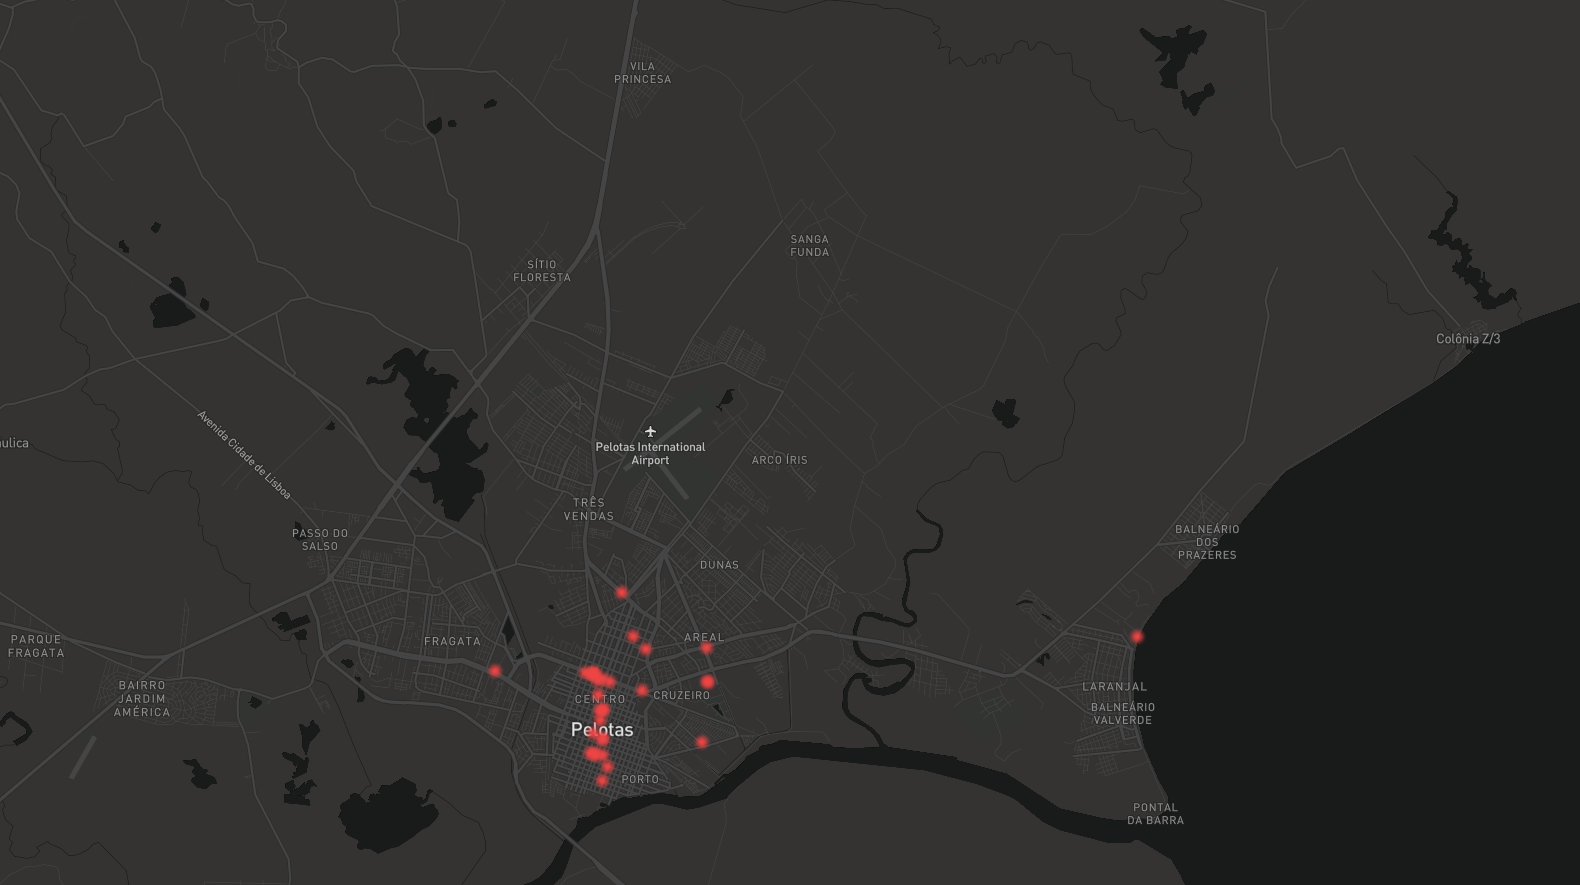 VILA
PRINCESA
SANGA
FUNDA
SÍTIO
FLORESTA
Colônia Z/3
Avenida Cidade de Lisboa
aulica
Pelotas International
Airport
ARCO ÍRIS
TRÊS
VENDAS
PASSO DO
SALSO
BALNEÁRIO
DOS
PRAZERES
DUNAS
PARQUE
FRAGATA
FRAGATA
AREAL
BAIRRO
JARDIM
AMÉRICA
CENTRO
CRUZEIRO
LARANJAL
BALNEÁRIO
VALVERDE
Pelotas
PORTO
PONTAL
DA BARRA